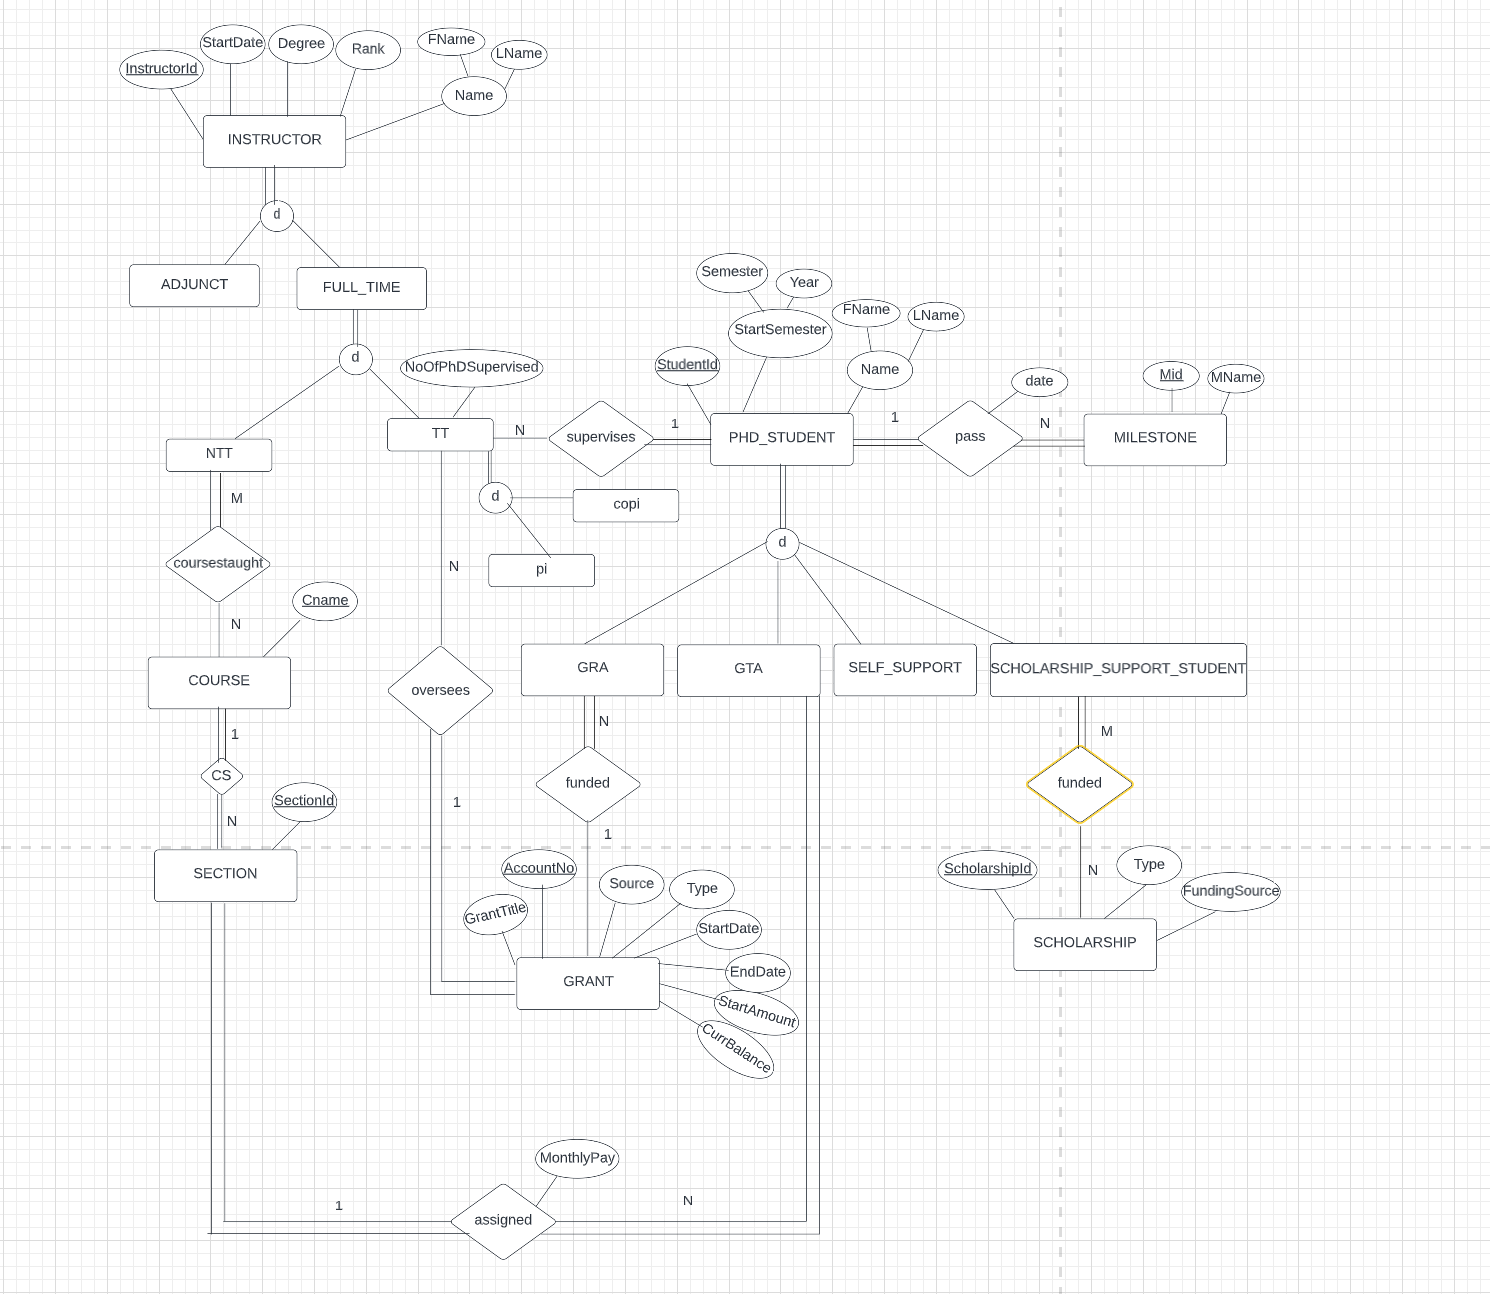 StartDate
Degree
Rank
FName
LName
InstructorId
Name
INSTRUCTOR
d
ADJUNCT
FULL_TIME
d
NoOfPhDSupervised
Semester
Year
StartSemester
FName
LName
StudentId
Name
date
Mid
MName
NTT
TT
N
supervises
1
PHD_STUDENT
1
pass
N
MILESTONE
M
d
copi
pi
d
coursestaught
N
N
Cname
COURSE
oversees
GRA
GTA
SELF_SUPPORT
SCHOLARSHIP_SUPPORT_STUDENT
1
N
M
CS
funded
funded
SectionId
N
1
1
SECTION
AccountNo
Source
Type
GrantTitle
StartDate
EndDate
StartAmount
CurrBalance
GRANT
ScholarshipId
N
Type
FundingSource
SCHOLARSHIP
MonthlyPay
1
assigned
N